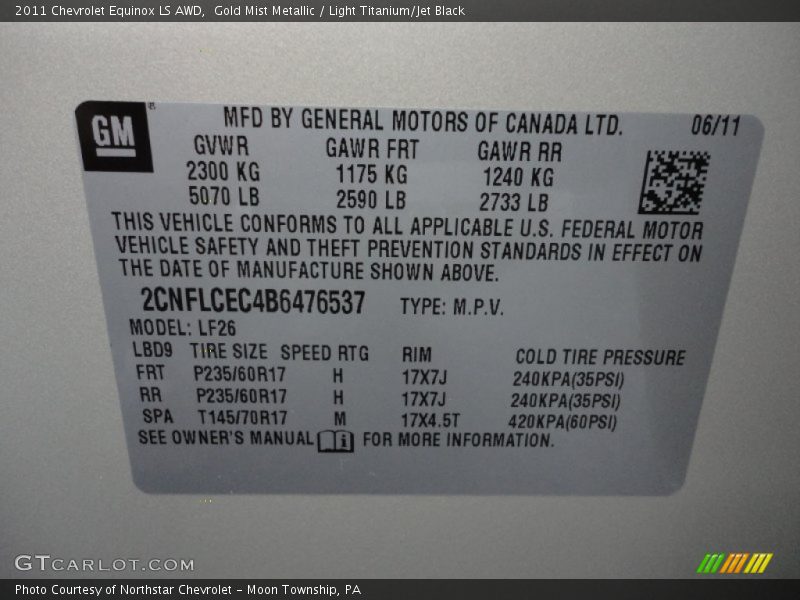 2011 Chevrolet Equinox LS AWD,  Gold Mist Metallic / Light Titanium/Jet Black
GM ® MFD BY GENERAL MOTORS OF CANADA LTD. 06/11
GVWR GAWR FRT GAWR RR
2300 KG 1175 KG 1240 KG
5070 LB 2590 LB 2733 LB
THIS VEHICLE CONFORMS TO ALL APPLICABLE U.S. FEDERAL MOTOR
VEHICLE SAFETY AND THEFT PREVENTION STANDARDS IN EFFECT ON
THE DATE OF MANUFACTURE SHOWN ABOVE.
2CNFLCEC4B6476537 TYPE: M.P.V.
MODEL: LF26
LBD9 TIRE SIZE SPEED RTG RIM COLD TIRE PRESSURE
FRT P235/60R17 H 17X7J 240KPA(35PSI)
RR P235/60R17 H 17X7J 240KPA(35PSI)
SPA T145/70R17 M 17X4.5T 420KPA(60PSI)
SEE OWNER'S MANUAL i FOR MORE INFORMATION.
GTCARLOT.COM
Photo Courtesy of Northstar Chevrolet - Moon Township, PA